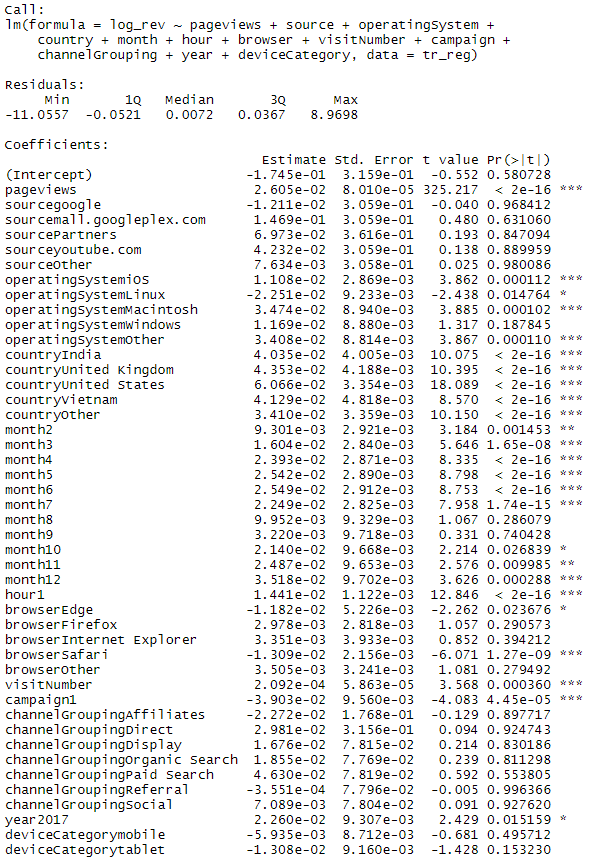 Call:
lm(formula = log_rev ~ pageviews + source + operatingSystem +
    country + month + hour + browser + visitNumber + campaign +
    channelGrouping + year + deviceCategory, data = tr_reg)
Residuals:
     Min       1Q   Median       3Q      Max
-11.0557  -0.0521   0.0072   0.0367   8.9698
Coefficients:
                                Estimate Std. Error t value Pr(>|t|)
(Intercept)                   -1.745e-01  3.159e-01  -0.552 0.580728
pageviews                      2.605e-02  8.010e-05 325.217  < 2e-16 ***
sourcegoogle                  -1.211e-02  3.059e-01  -0.040 0.968412
sourcemall.googleplex.com      1.469e-01  3.059e-01   0.480 0.631060
sourcePartners                 6.973e-02  3.616e-01   0.193 0.847094
sourceyoutube.com              4.232e-02  3.059e-01   0.138 0.889959
sourceOther                    7.634e-03  3.058e-01   0.025 0.980086
operatingSystemiOS             1.108e-02  2.869e-03   3.862 0.000112 ***
operatingSystemLinux          -2.251e-02  9.233e-03  -2.438 0.014764 *
operatingSystemMacintosh       3.474e-02  8.940e-03   3.885 0.000102 ***
operatingSystemWindows         1.169e-02  8.880e-03   1.317 0.187845
operatingSystemOther           3.408e-02  8.814e-03   3.867 0.000110 ***
countryIndia                   4.035e-02  4.005e-03  10.075  < 2e-16 ***
countryUnited Kingdom          4.353e-02  4.188e-03  10.395  < 2e-16 ***
countryUnited States           6.066e-02  3.354e-03  18.089  < 2e-16 ***
countryVietnam                 4.129e-02  4.818e-03   8.570  < 2e-16 ***
countryOther                   3.410e-02  3.359e-03  10.150  < 2e-16 ***
month2                         9.301e-03  2.921e-03   3.184 0.001453 **
month3                         1.604e-02  2.840e-03   5.646 1.65e-08 ***
month4                         2.393e-02  2.871e-03   8.335  < 2e-16 ***
month5                         2.542e-02  2.890e-03   8.798  < 2e-16 ***
month6                         2.549e-02  2.912e-03   8.753  < 2e-16 ***
month7                         2.249e-02  2.825e-03   7.958 1.74e-15 ***
month8                         9.952e-03  9.329e-03   1.067 0.286079
month9                         3.220e-03  9.718e-03   0.331 0.740428
month10                        2.140e-02  9.668e-03   2.214 0.026839 *
month11                        2.487e-02  9.653e-03   2.576 0.009985 **
month12                        3.518e-02  9.702e-03   3.626 0.000288 ***
hour1                          1.441e-02  1.122e-03  12.846  < 2e-16 ***
browserEdge                   -1.182e-02  5.226e-03  -2.262 0.023676 *
browserFirefox                 2.978e-03  2.818e-03   1.057 0.290573
browserInternet Explorer       3.351e-03  3.933e-03   0.852 0.394212
browserSafari                 -1.309e-02  2.156e-03  -6.071 1.27e-09 ***
browserOther                   3.505e-03  3.241e-03   1.081 0.279492
visitNumber                    2.092e-04  5.863e-05   3.568 0.000360 ***
campaign1                     -3.903e-02  9.560e-03  -4.083 4.45e-05 ***
channelGroupingAffiliates     -2.272e-02  1.768e-01  -0.129 0.897717
channelGroupingDirect          2.981e-02  3.156e-01   0.094 0.924743
channelGroupingDisplay         1.676e-02  7.815e-02   0.214 0.830186
channelGroupingOrganic Search  1.855e-02  7.769e-02   0.239 0.811298
channelGroupingPaid Search     4.630e-02  7.819e-02   0.592 0.553805
channelGroupingReferral       -3.551e-04  7.796e-02  -0.005 0.996366
channelGroupingSocial          7.089e-03  7.804e-02   0.091 0.927620
year2017                       2.260e-02  9.307e-03   2.429 0.015159 *
deviceCategorymobile          -5.935e-03  8.712e-03  -0.681 0.495712
deviceCategorytablet          -1.308e-02  9.160e-03  -1.428 0.153230